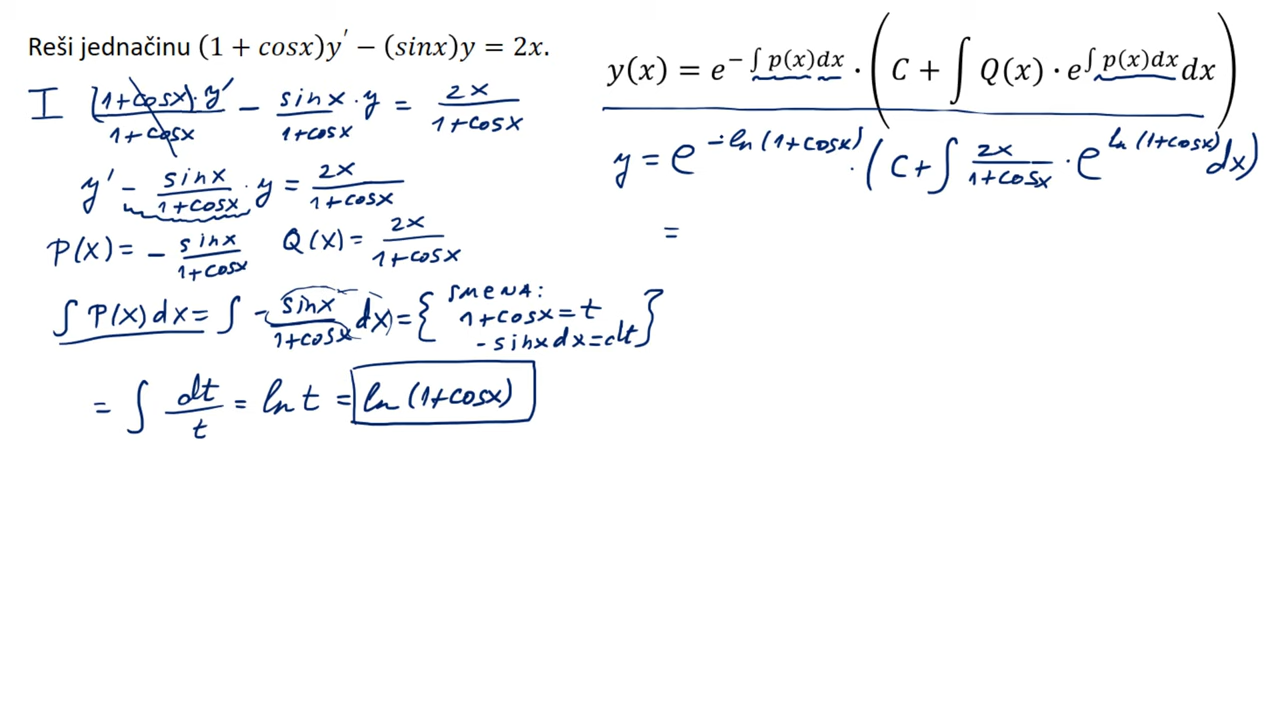 Reši jednačinu (1 + cosx)y′ − (sinx)y = 2x.
I (1+cosx)·y′/1+cosx − sinx·y/1+cosx = 2x/1+cosx
y′ − sinx/1+cosx · y = 2x/1+cosx
P(x) = − sinx/1+cosx Q(x) = 2x/1+cosx
∫ P(x)dx = ∫ − sinx/1+cosx dx = { SMENA: 1+cosx=t −sinxdx=dt }
= ∫ dt/t = ln t = ln (1+cosx)
y(x) = e^(−∫ p(x)dx) · (C + ∫ Q(x) · e^(∫ p(x)dx) dx)
y = e^(−ln (1+cosx)) · (C + ∫ 2x/1+cosx · e^(ln (1+cosx)) dx)
=